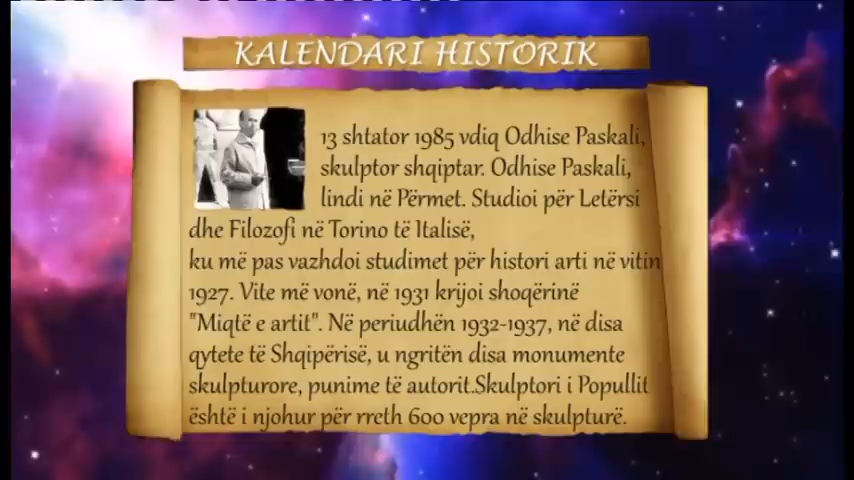 KALENDARI HISTORIK
13 shtator 1985 vdiq Odhise Paskali,
skulptor shqiptar. Odhise Paskali,
lindi në Përmet. Studioi për Letërsi
dhe Filozofi në Torino të Italisë,
ku më pas vazhdoi studimet për histori arti në vitin
1927. Vite më vonë, në 1931 krijoi shoqërinë
"Miqtë e artit". Në periudhën 1932-1937, në disa
qytete të Shqipërisë, u ngritën disa monumente
skulpturore, punime të autorit.Skulptori i Popullit
është i njohur për rreth 600 vepra në skulpturë.